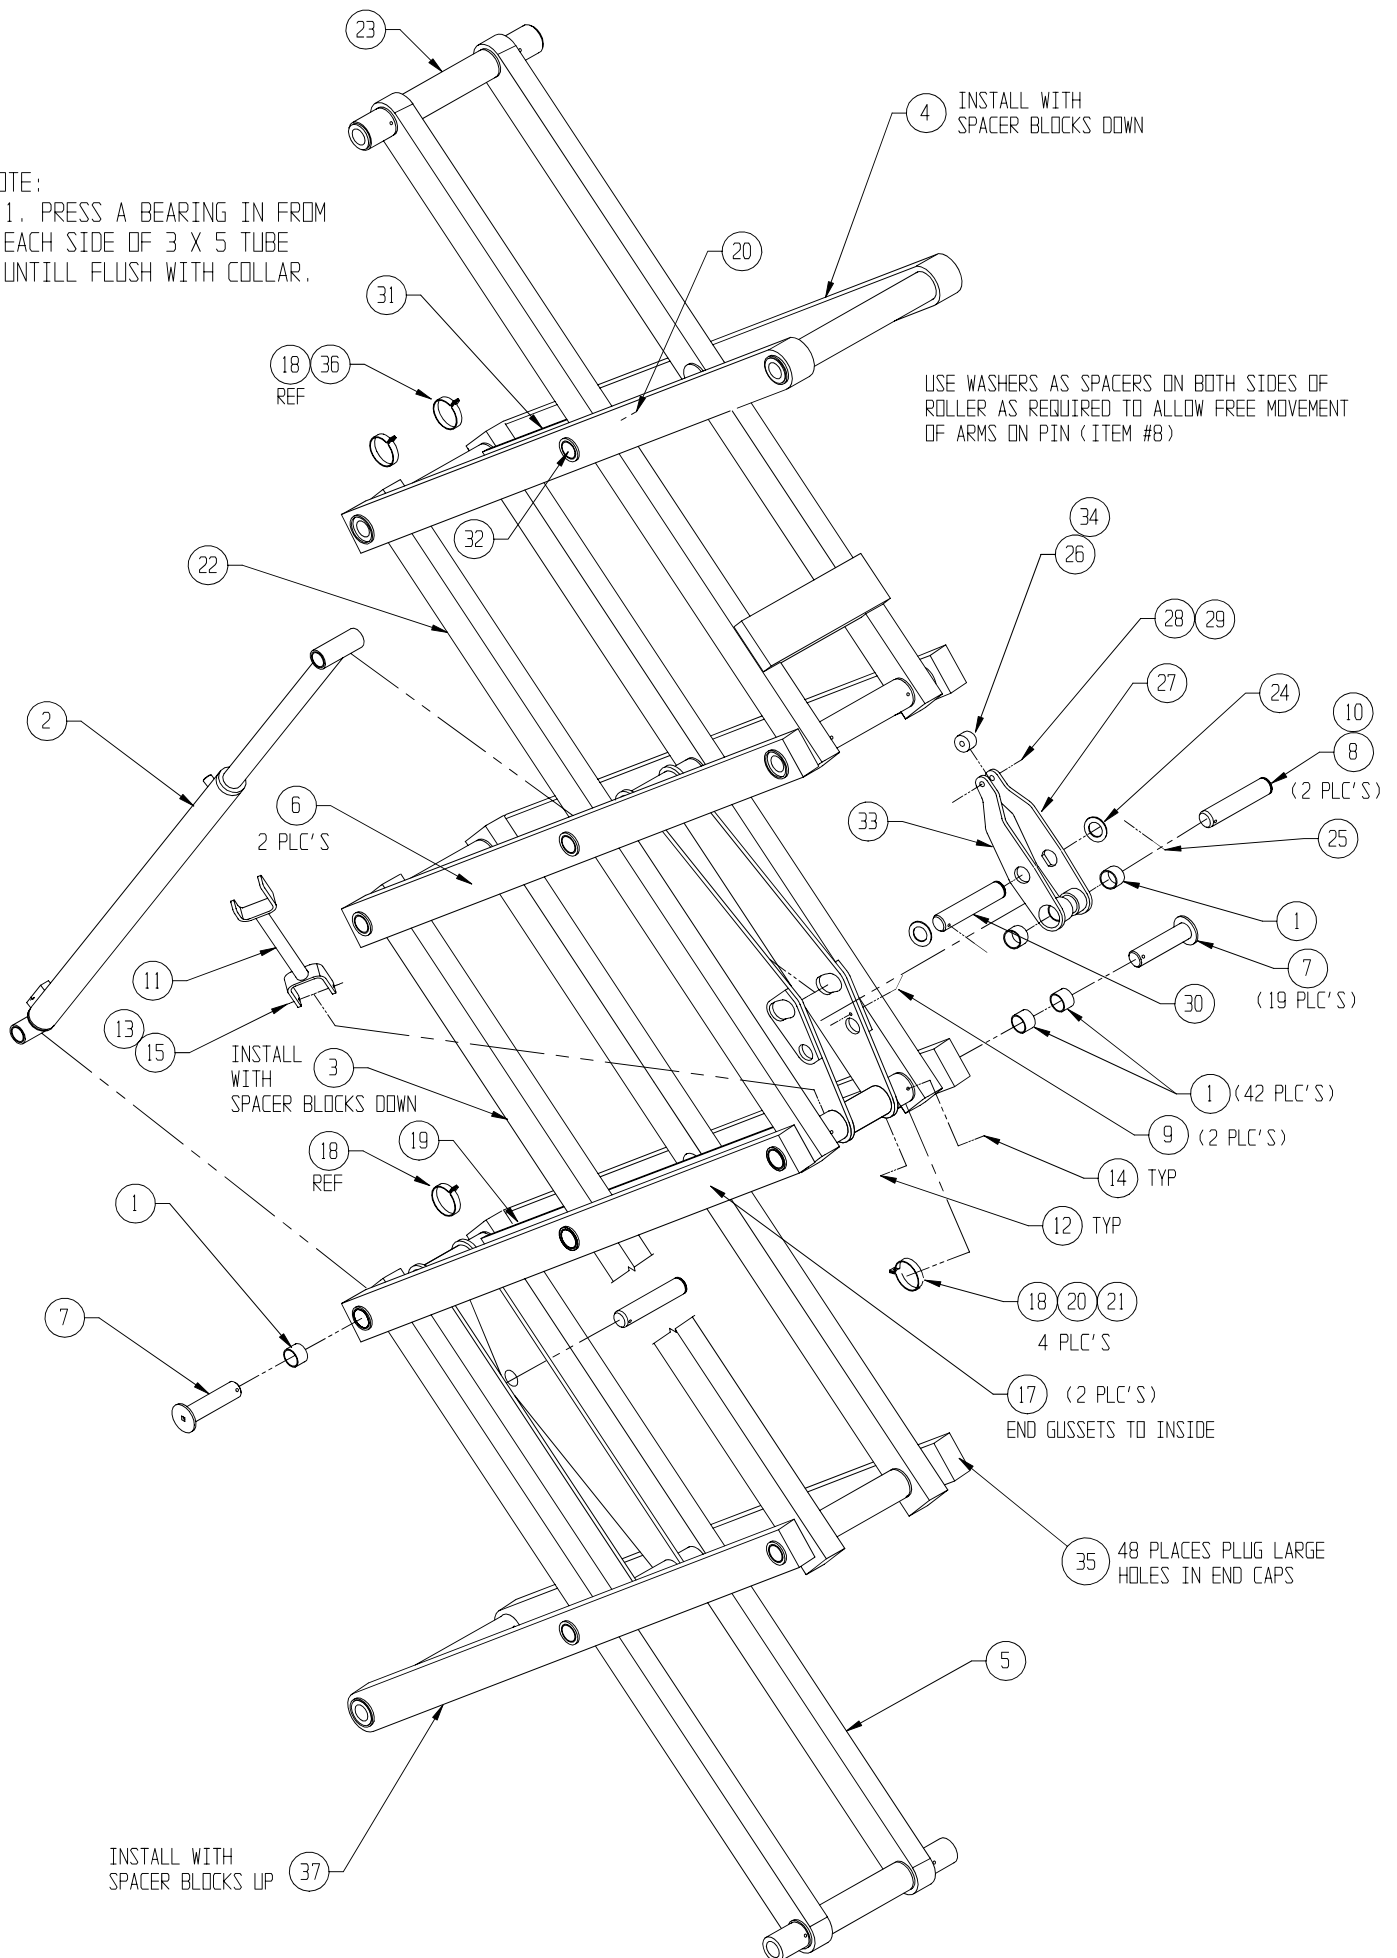 23
4 INSTALL WITH
SPACER BLOCKS DOWN
OTE:
1. PRESS A BEARING IN FROM
EACH SIDE OF 3 X 5 TUBE
UNTILL FLUSH WITH COLLAR.
20
31
18 36
REF
USE WASHERS AS SPACERS ON BOTH SIDES OF
ROLLER AS REQUIRED TO ALLOW FREE MOVEMENT
OF ARMS ON PIN (ITEM #8)
34
26
32
22
28 29
27
24
10
8
(2 PLC'S)
2
6
2 PLC'S
33
25
1
7
(19 PLC'S)
11
30
13
15
INSTALL
WITH
SPACER BLOCKS DOWN
3
1 (42 PLC'S)
9 (2 PLC'S)
18
REF
19
14 TYP
1
12 TYP
18 20 21
4 PLC'S
7
1
17 (2 PLC'S)
END GUSSETS TO INSIDE
35 48 PLACES PLUG LARGE
HOLES IN END CAPS
5
INSTALL WITH
SPACER BLOCKS UP
37